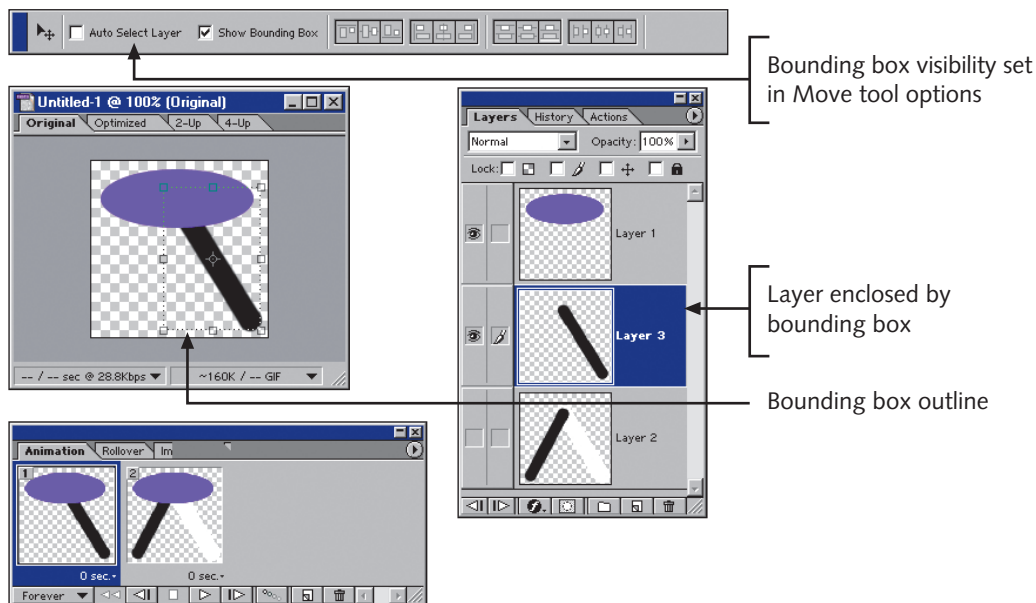 Auto Select Layer
Show Bounding Box
Bounding box visibility set
in Move tool options
Untitled-1 @ 100% (Original)
Original
Optimized
2-Up
4-Up
-- / -- sec @ 28.8Kbps
~160K / -- GIF
Layers
History
Actions
Normal
Opacity: 100%
Lock:
Layer 1
Layer 3
Layer 2
Layer enclosed by
bounding box
Bounding box outline
Animation
Rollover
Im
1
2
0 sec.
0 sec.
Forever